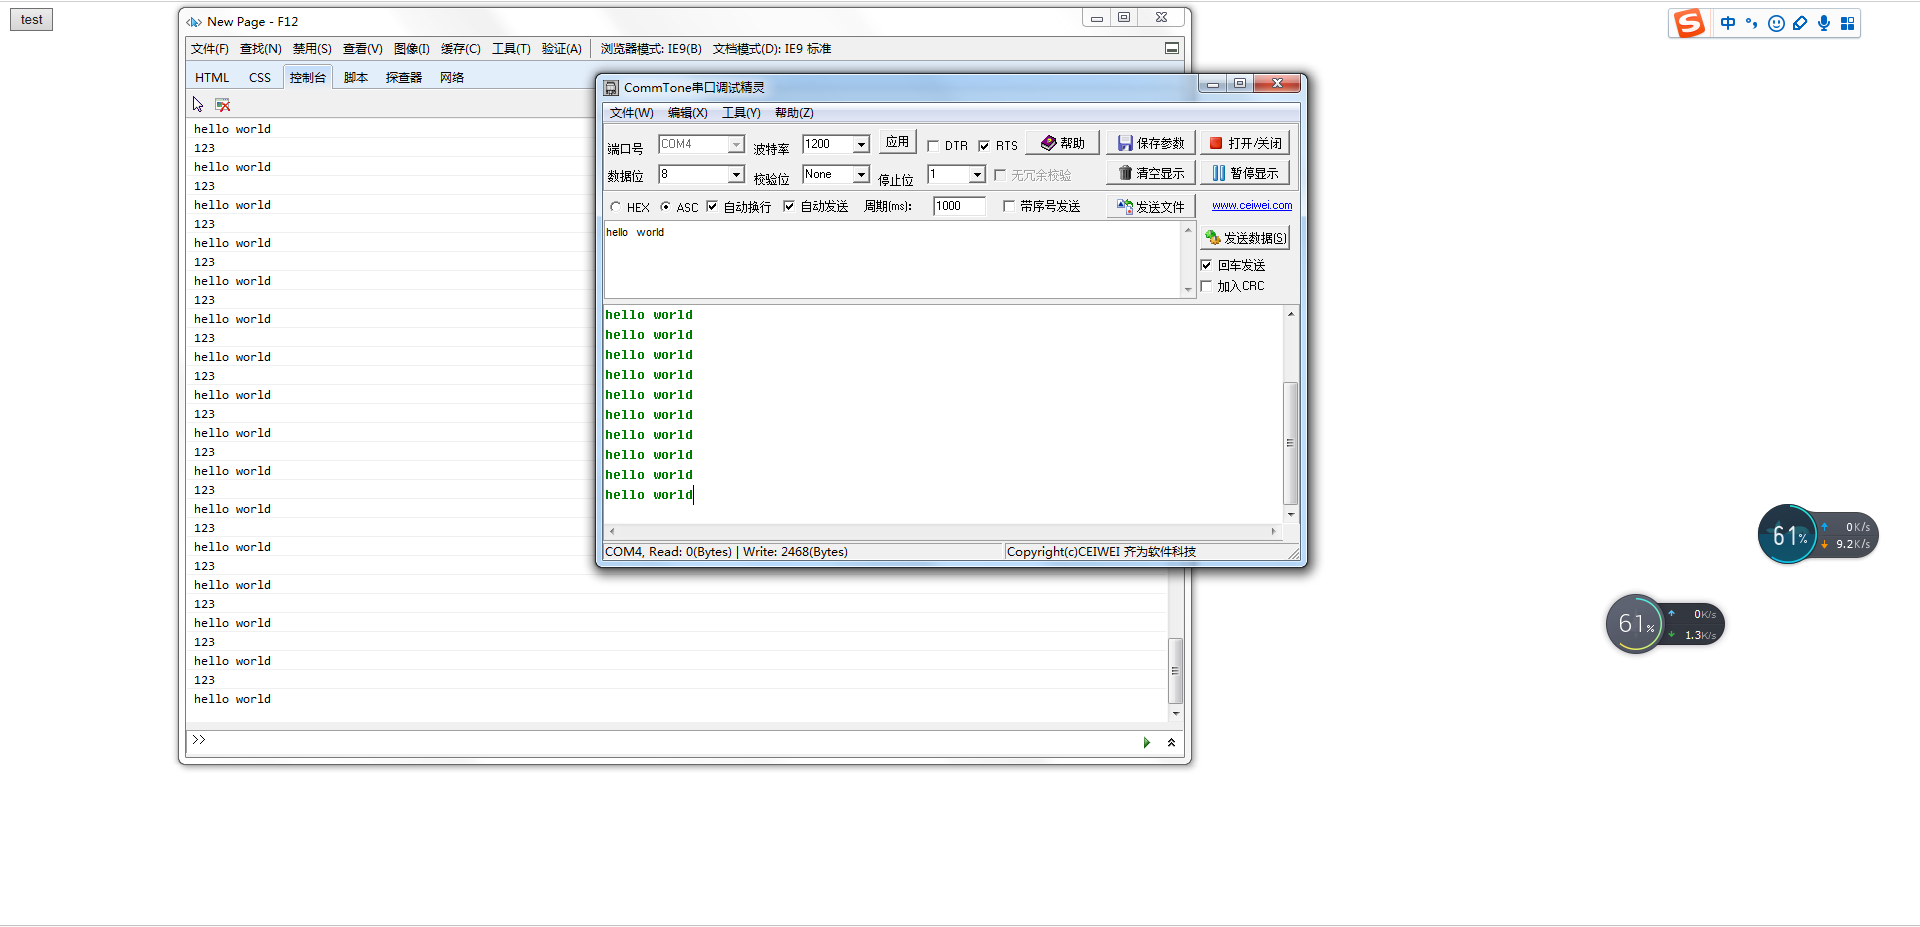 test
New Page - F12
文件(F) 查找(N) 禁用(S) 查看(V) 图像(I) 缓存(C) 工具(T) 验证(A) 浏览器模式: IE9(B) 文档模式(D): IE9 标准
HTML CSS 控制台 脚本 探查器 网络
hello world
123
hello world
123
hello world
123
hello world
123
hello world
123
hello world
123
hello world
123
hello world
123
hello world
123
hello world
123
hello world
123
hello world
123
hello world
123
hello world
123
hello world
123
hello world
>>
CommTone串口调试精灵
文件(W) 编辑(X) 工具(Y) 帮助(Z)
端口号 COM4 波特率 1200 应用 DTR RTS 帮助 保存参数 打开/关闭
数据位 8 校验位 None 停止位 1 无冗余校验 清空显示 暂停显示
HEX ASC 自动换行 自动发送 周期(ms): 1000 带序号发送 发送文件 www.ceiwei.com
hello world
发送数据(S)
回车发送
加入CRC
hello world
hello world
hello world
hello world
hello world
hello world
hello world
hello world
hello world
hello world
COM4, Read: 0(Bytes) | Write: 2468(Bytes) Copyright(c)CEIWEI 齐为软件科技
S 中
61% 0K/s
9.2K/s
61% 0K/s
1.3K/s